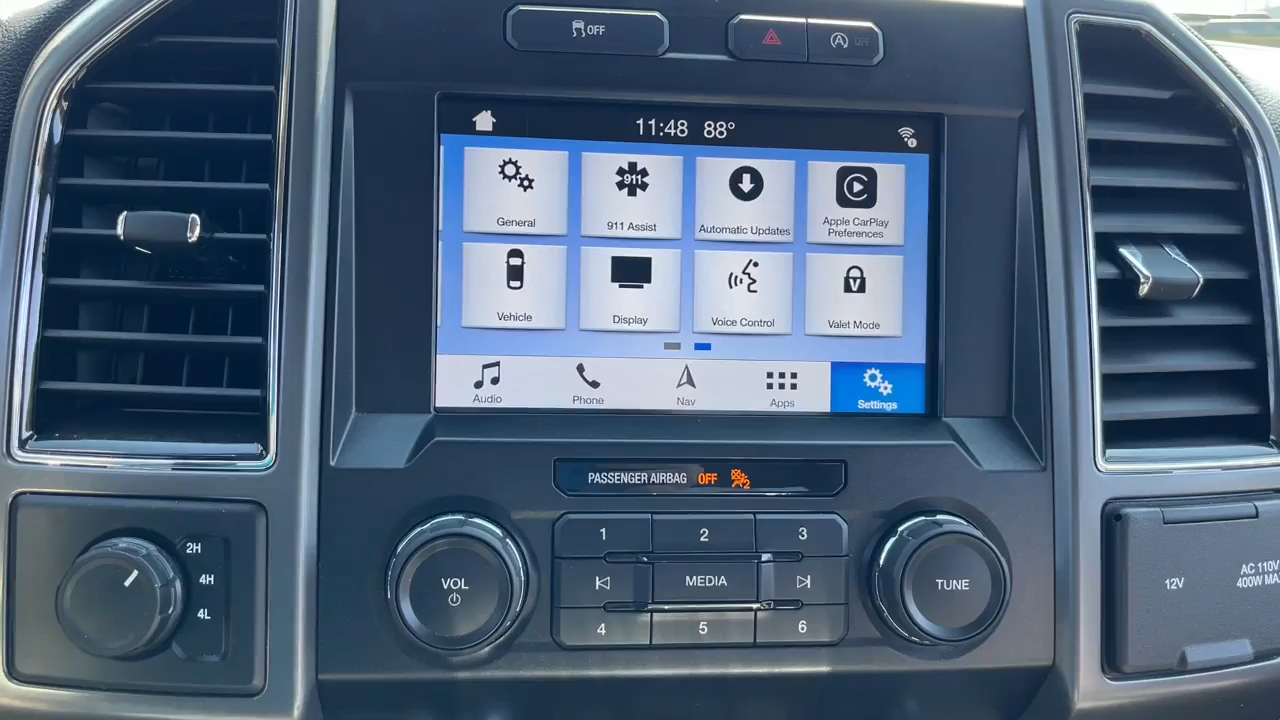 OFF
A OFF
11:48 88°
General
911
911 Assist
Automatic Updates
Apple CarPlay
Preferences
Vehicle
Display
Voice Control
V
Valet Mode
Audio
Phone
Nav
Apps
Settings
PASSENGER AIRBAG OFF 2
2H
4H
4L
VOL
1
2
3
MEDIA
4
5
6
TUNE
12V
AC 110V
400W